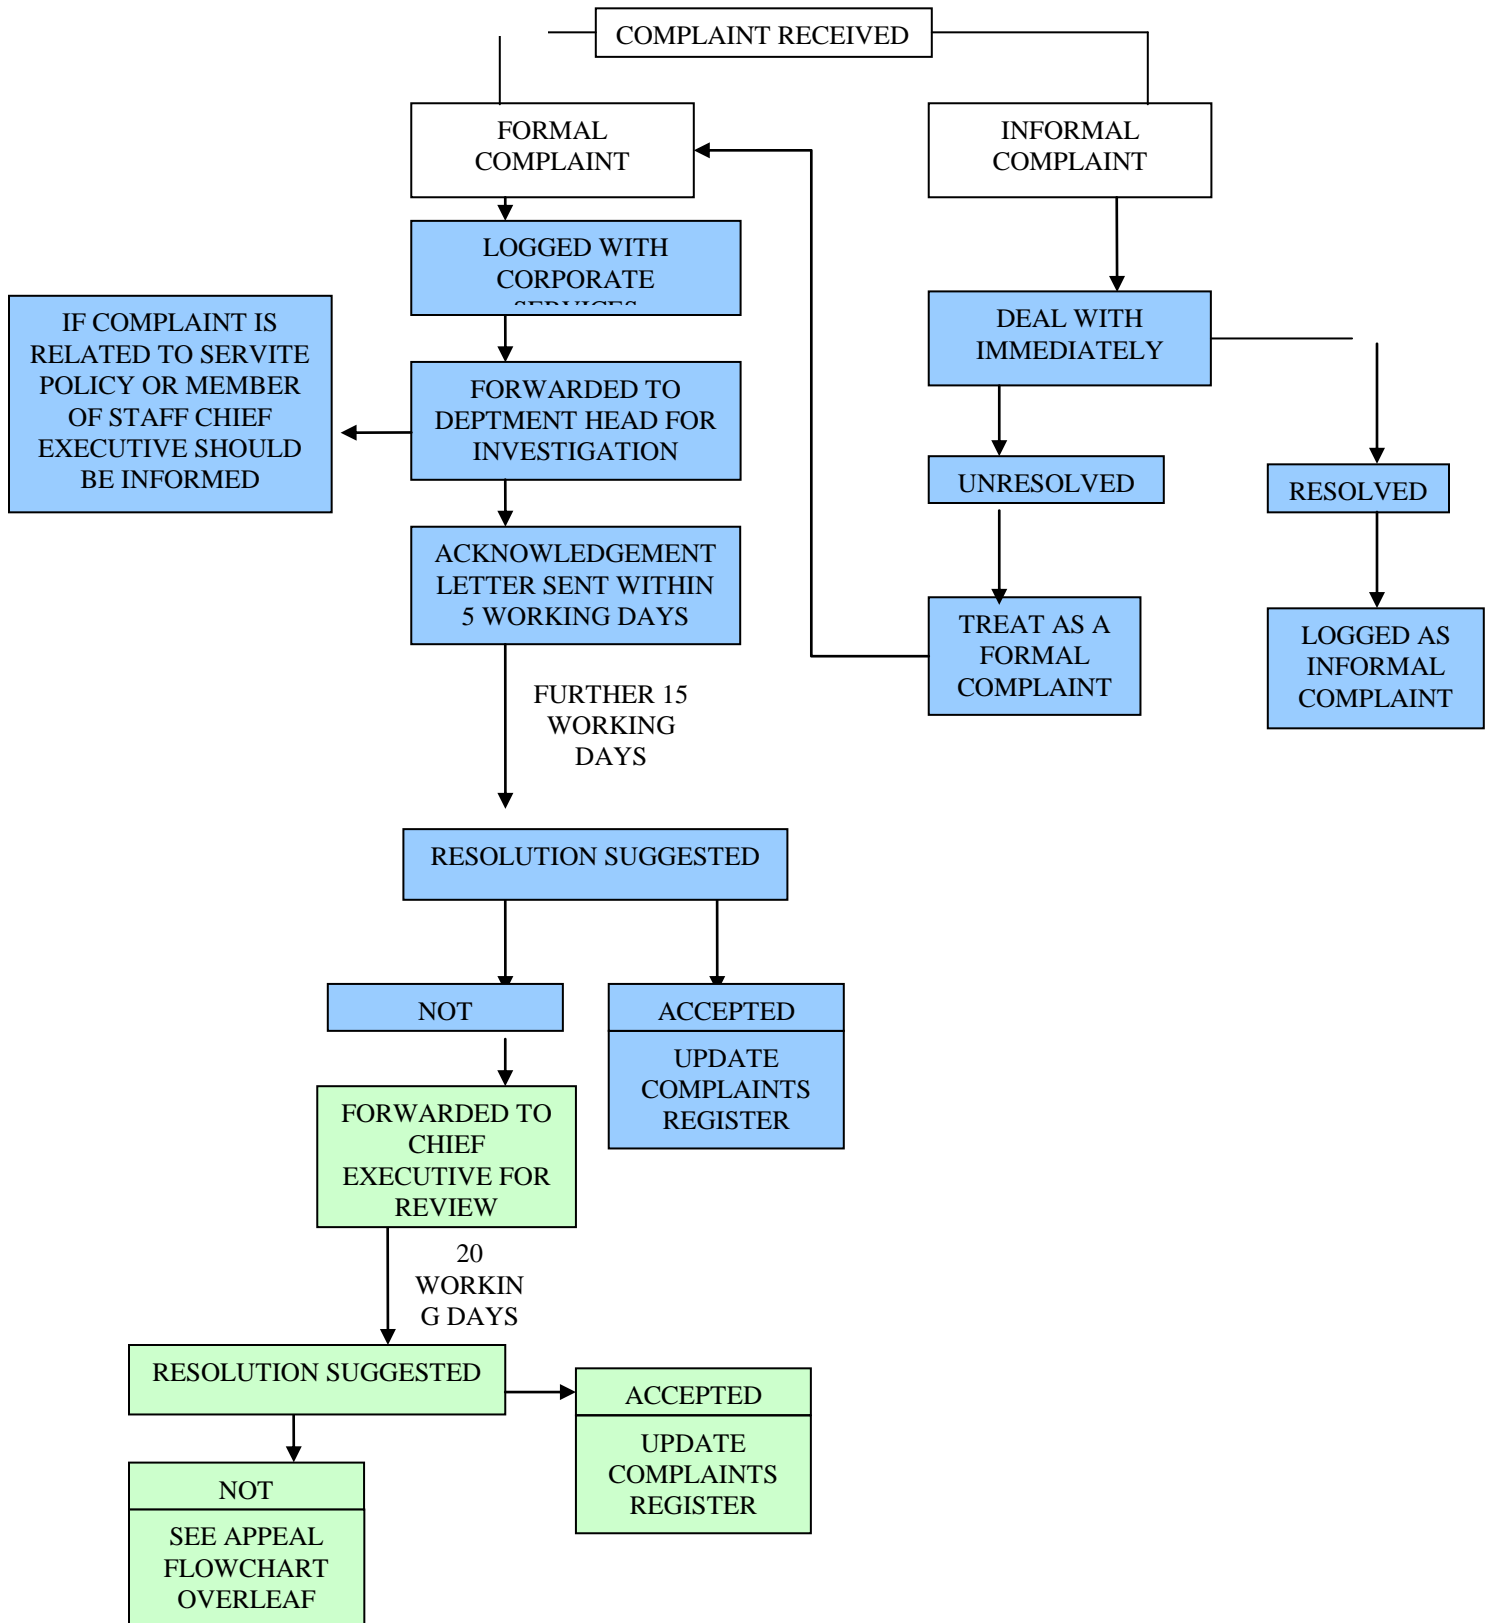 COMPLAINT RECEIVED
FORMAL
COMPLAINT
INFORMAL
COMPLAINT
LOGGED WITH
CORPORATE
SERVICES
IF COMPLAINT IS
RELATED TO SERVITE
POLICY OR MEMBER
OF STAFF CHIEF
EXECUTIVE SHOULD
BE INFORMED
DEAL WITH
IMMEDIATELY
FORWARDED TO
DEPTMENT HEAD FOR
INVESTIGATION
UNRESOLVED
RESOLVED
ACKNOWLEDGEMENT
LETTER SENT WITHIN
5 WORKING DAYS
TREAT AS A
FORMAL
COMPLAINT
LOGGED AS
INFORMAL
COMPLAINT
FURTHER 15
WORKING
DAYS
RESOLUTION SUGGESTED
NOT
ACCEPTED
UPDATE
COMPLAINTS
REGISTER
FORWARDED TO
CHIEF
EXECUTIVE FOR
REVIEW
20
WORKIN
G DAYS
RESOLUTION SUGGESTED
ACCEPTED
UPDATE
COMPLAINTS
REGISTER
NOT
SEE APPEAL
FLOWCHART
OVERLEAF